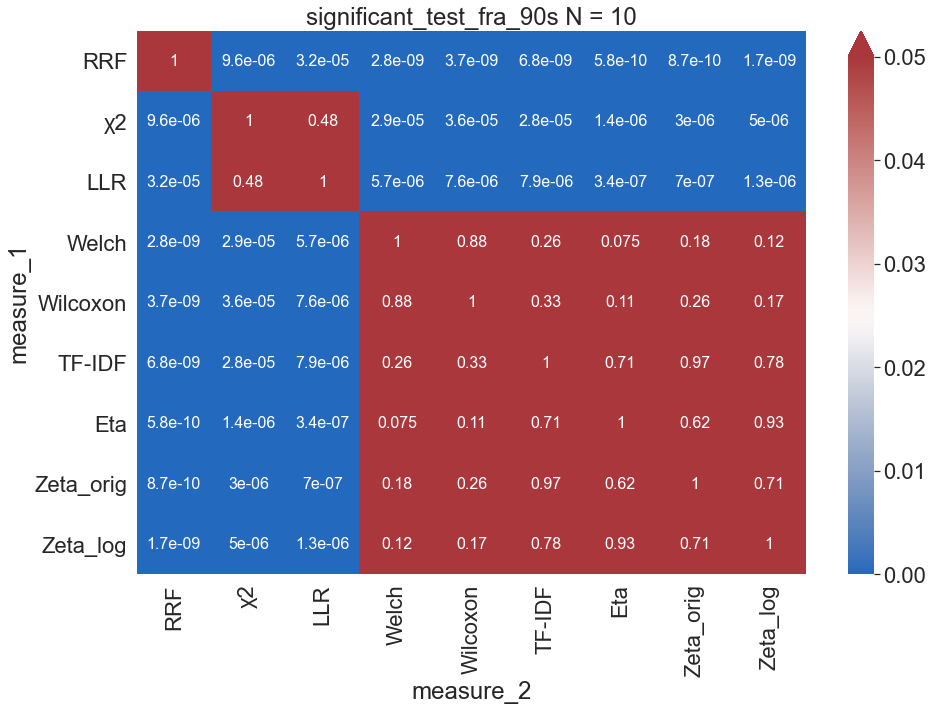 significant_test_fra_90s N = 10
RRF 1 9.6e-06 3.2e-05 2.8e-09 3.7e-09 6.8e-09 5.8e-10 8.7e-10 1.7e-09
χ2 9.6e-06 1 0.48 2.9e-05 3.6e-05 2.8e-05 1.4e-06 3e-06 5e-06
LLR 3.2e-05 0.48 1 5.7e-06 7.6e-06 7.9e-06 3.4e-07 7e-07 1.3e-06
Welch 2.8e-09 2.9e-05 5.7e-06 1 0.88 0.26 0.075 0.18 0.12
Wilcoxon 3.7e-09 3.6e-05 7.6e-06 0.88 1 0.33 0.11 0.26 0.17
TF-IDF 6.8e-09 2.8e-05 7.9e-06 0.26 0.33 1 0.71 0.97 0.78
Eta 5.8e-10 1.4e-06 3.4e-07 0.075 0.11 0.71 1 0.62 0.93
Zeta_orig 8.7e-10 3e-06 7e-07 0.18 0.26 0.97 0.62 1 0.71
Zeta_log 1.7e-09 5e-06 1.3e-06 0.12 0.17 0.78 0.93 0.71 1
RRF χ2 LLR Welch Wilcoxon TF-IDF Eta Zeta_orig Zeta_log
measure_2
measure_1
0.05
0.04
0.03
0.02
0.01
0.00